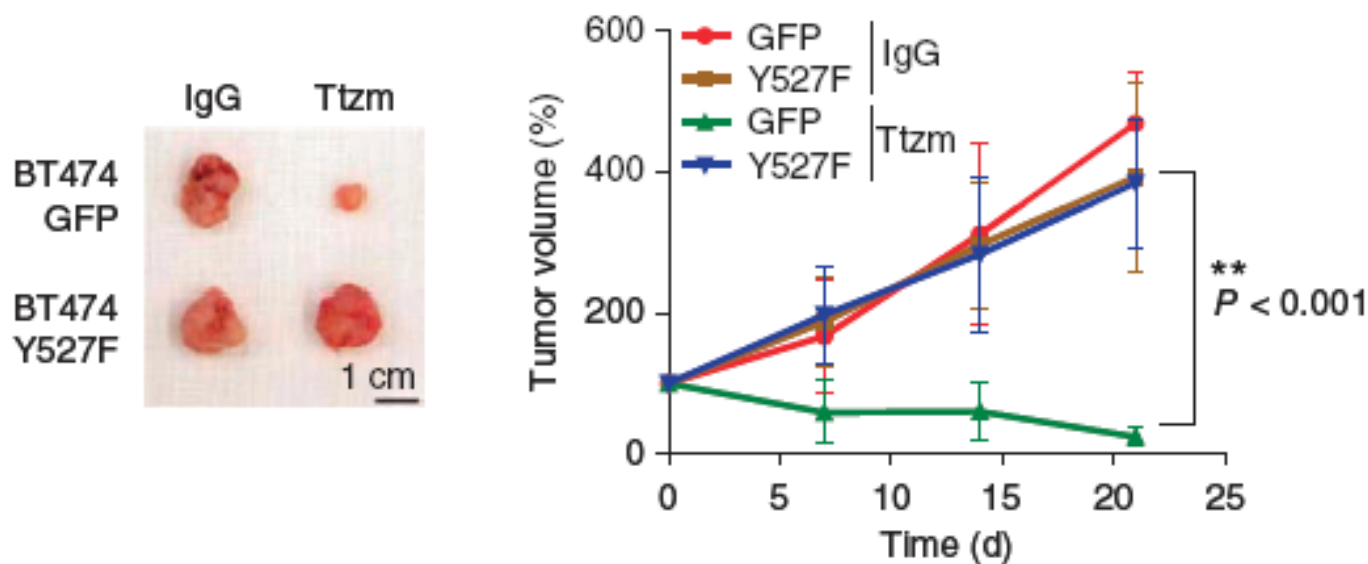 IgG Ttzm
BT474
GFP
BT474
Y527F
1 cm
Tumor volume (%)
600
400
200
0
GFP
Y527F
IgG
GFP
Y527F
Ttzm
**
P < 0.001
0 5 10 15 20 25
Time (d)